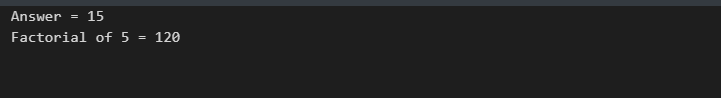 Answer = 15
Factorial of 5 = 120